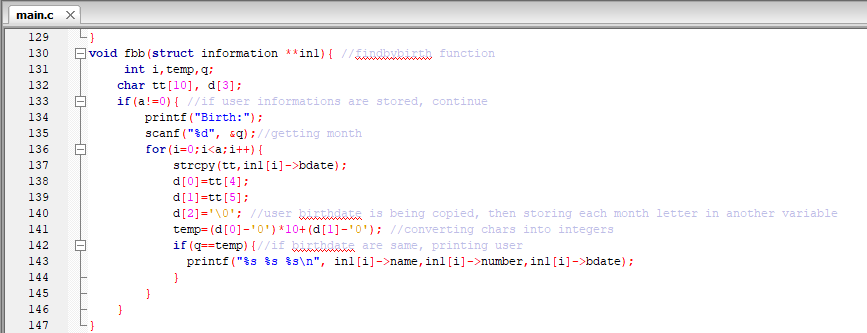 main.c X
129 }
130 void fbb(struct information **inl){ //findbybirth function
131 int i,temp,q;
132 char tt[10], d[3];
133 if(a!=0){ //if user informations are stored, continue
134 printf("Birth:");
135 scanf("%d", &q);//getting month
136 for(i=0;i<a;i++){
137 strcpy(tt,inl[i]->bdate);
138 d[0]=tt[4];
139 d[1]=tt[5];
140 d[2]='\0'; //user birthdate is being copied, then storing each month letter in another variable
141 temp=(d[0]-'0')*10+(d[1]-'0'); //converting chars into integers
142 if(q==temp){//if birthdate are same, printing user
143 printf("%s %s %s\n", inl[i]->name,inl[i]->number,inl[i]->bdate);
144 }
145 }
146 }
147 }